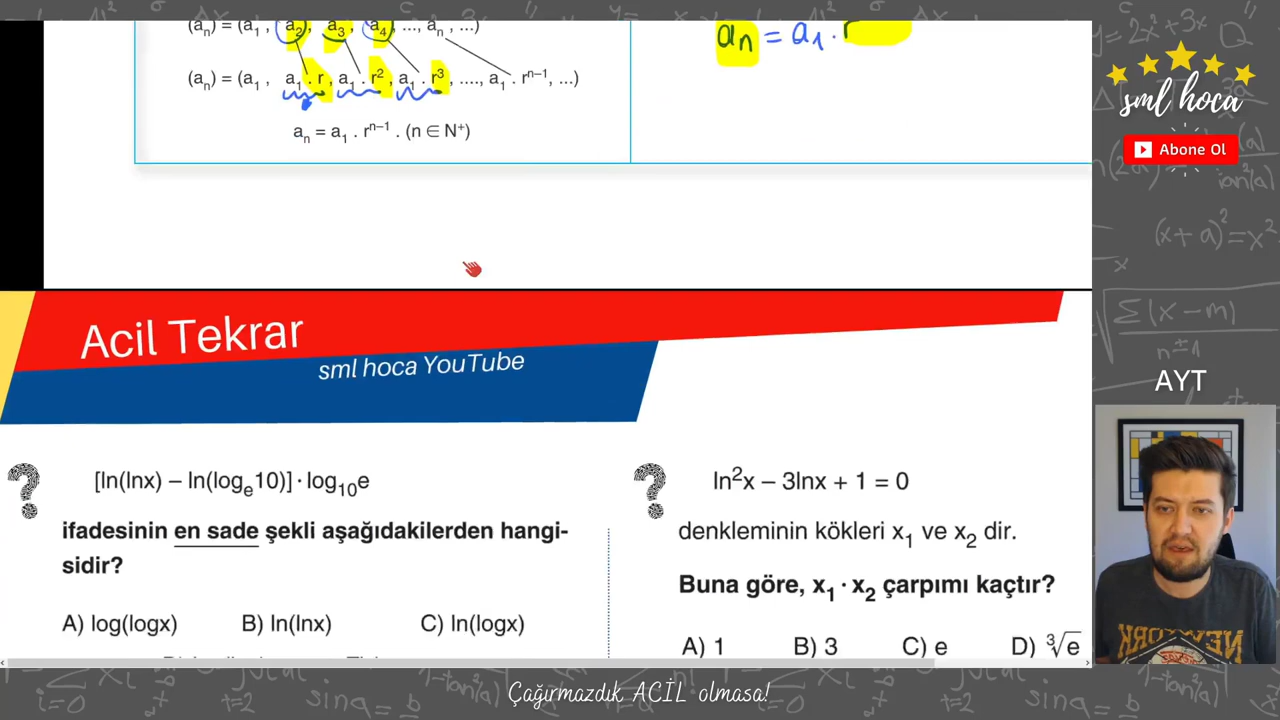 (an) = (a1 , a2 , a3 , a4 , ..., an , ...)
(an) = (a1 , a1 . r , a1 . r² , a1 . r³ , ...., a1 . rⁿ⁻¹, ...)
an = a1 . rⁿ⁻¹ . (n ∈ N⁺)
an = a1 . r
sml hoca
Abone Ol
Acil Tekrar
sml hoca YouTube
AYT
[ln(lnx) – ln(logₑ10)] · log₁₀e
ifadesinin en sade şekli aşağıdakilerden hangi-
sidir?
A) log(logx) B) ln(lnx) C) ln(logx)
ln²x – 3lnx + 1 = 0
denkleminin kökleri x₁ ve x₂ dir.
Buna göre, x₁ · x₂ çarpımı kaçtır?
A) 1 B) 3 C) e D) ∛e
Çağırmazdık ACİL olmasa!